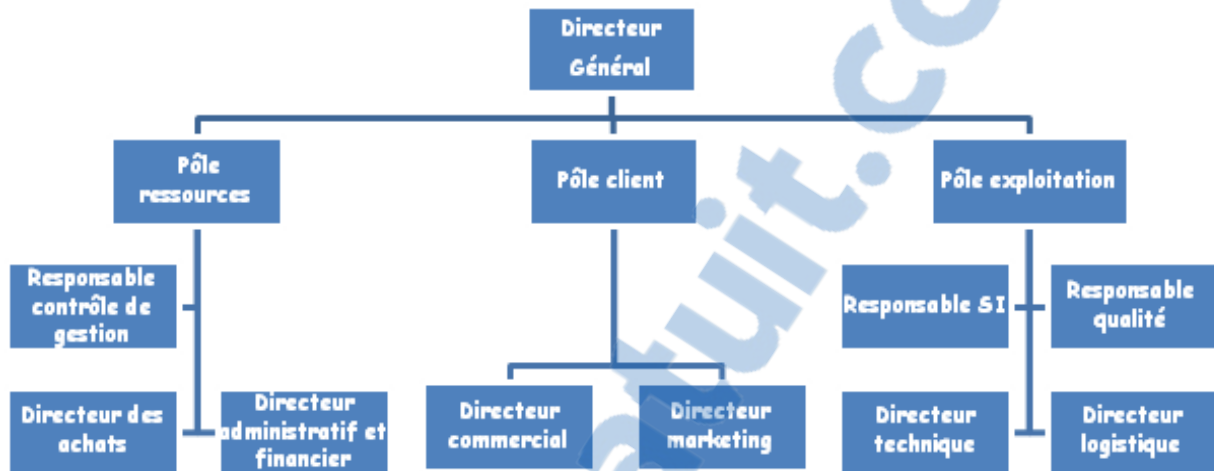 Directeur
Général
Pôle
ressources
Pôle client
Pôle exploitation
Responsable
contrôle de
gestion
Responsable SI
Responsable
qualité
Directeur des
achats
Directeur
administratif et
financier
Directeur
commercial
Directeur
marketing
Directeur
technique
Directeur
logistique